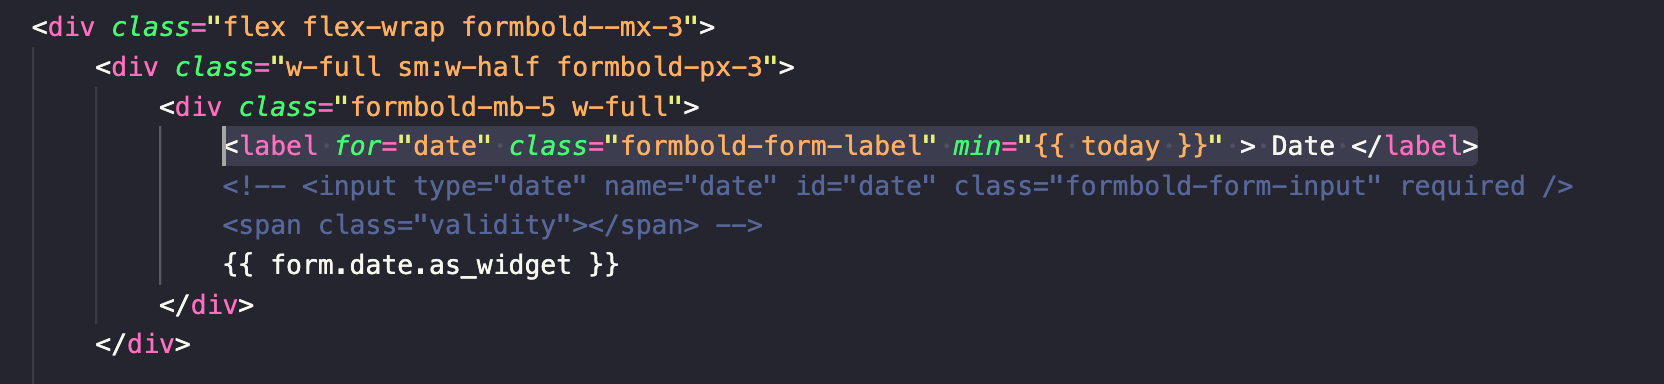 <div class="flex flex-wrap formbold--mx-3">
<div class="w-full sm:w-half formbold-px-3">
<div class="formbold-mb-5 w-full">
<label for="date" class="formbold-form-label" min="{{ today }}" > Date </label>
<!-- <input type="date" name="date" id="date" class="formbold-form-input" required />
<span class="validity"></span> -->
{{ form.date.as_widget }}
</div>
</div>